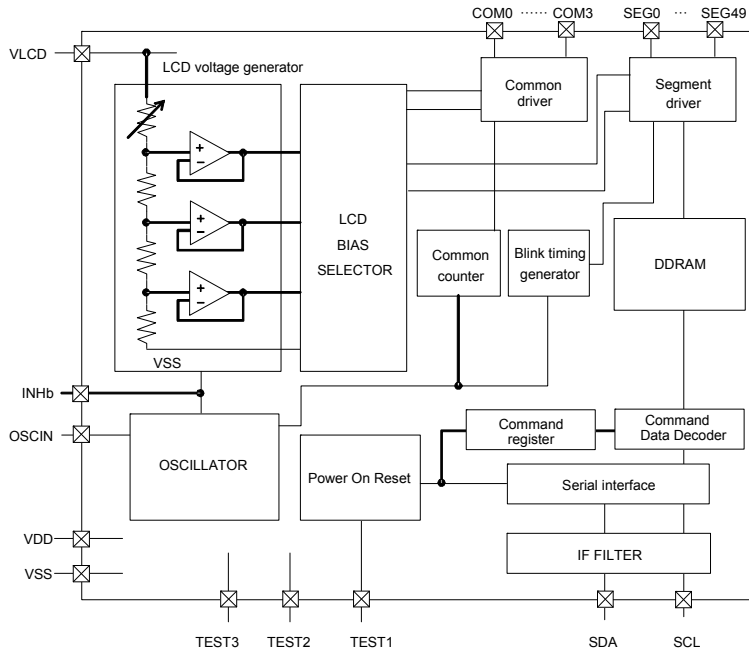 COM0 ······ COM3 SEG0 ··· SEG49
VLCD
LCD voltage generator
Common
driver
Segment
driver
+
−
+
−
+
−
LCD
BIAS
SELECTOR
Common
counter
Blink timing
generator
DDRAM
VSS
INHb
OSCIN
OSCILLATOR
Power On Reset
Command
register
Command
Data Decoder
Serial interface
IF FILTER
VDD
VSS
TEST3 TEST2 TEST1 SDA SCL